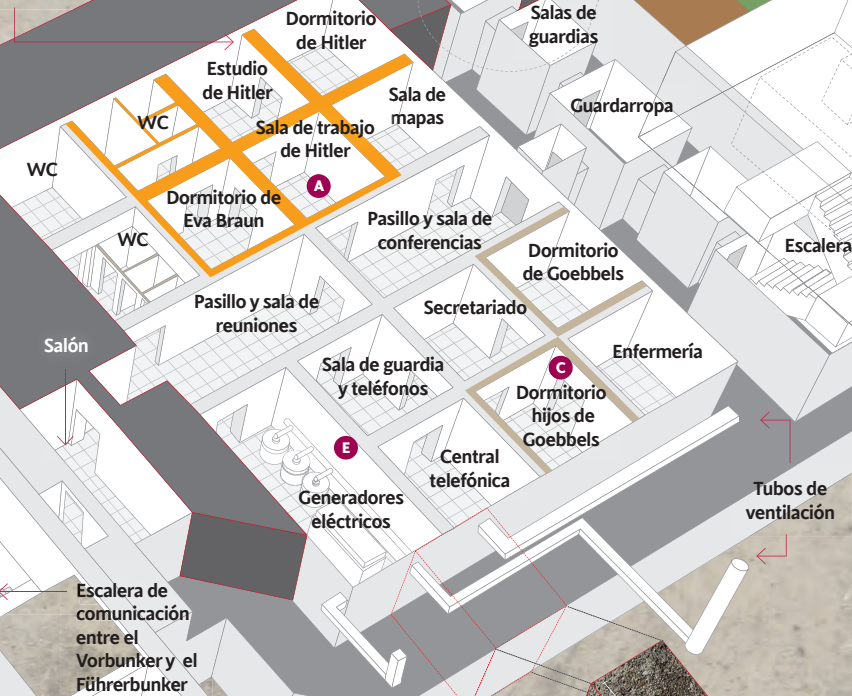 Dormitorio
de Hitler
Salas de
guardias
Estudio
de Hitler
Sala de
mapas
Guardarropa
WC
Sala de trabajo
de Hitler
A
WC
Dormitorio de
Eva Braun
Pasillo y sala de
conferencias
WC
Dormitorio
de Goebbels
Escalera
Pasillo y sala de
reuniones
Secretariado
Salón
Sala de guardia
y teléfonos
Enfermería
C
Dormitorio
hijos de
Goebbels
E
Central
telefónica
Generadores
eléctricos
Tubos de
ventilación
Escalera de
comunicación
entre el
Vorbunker y el
Führerbunker